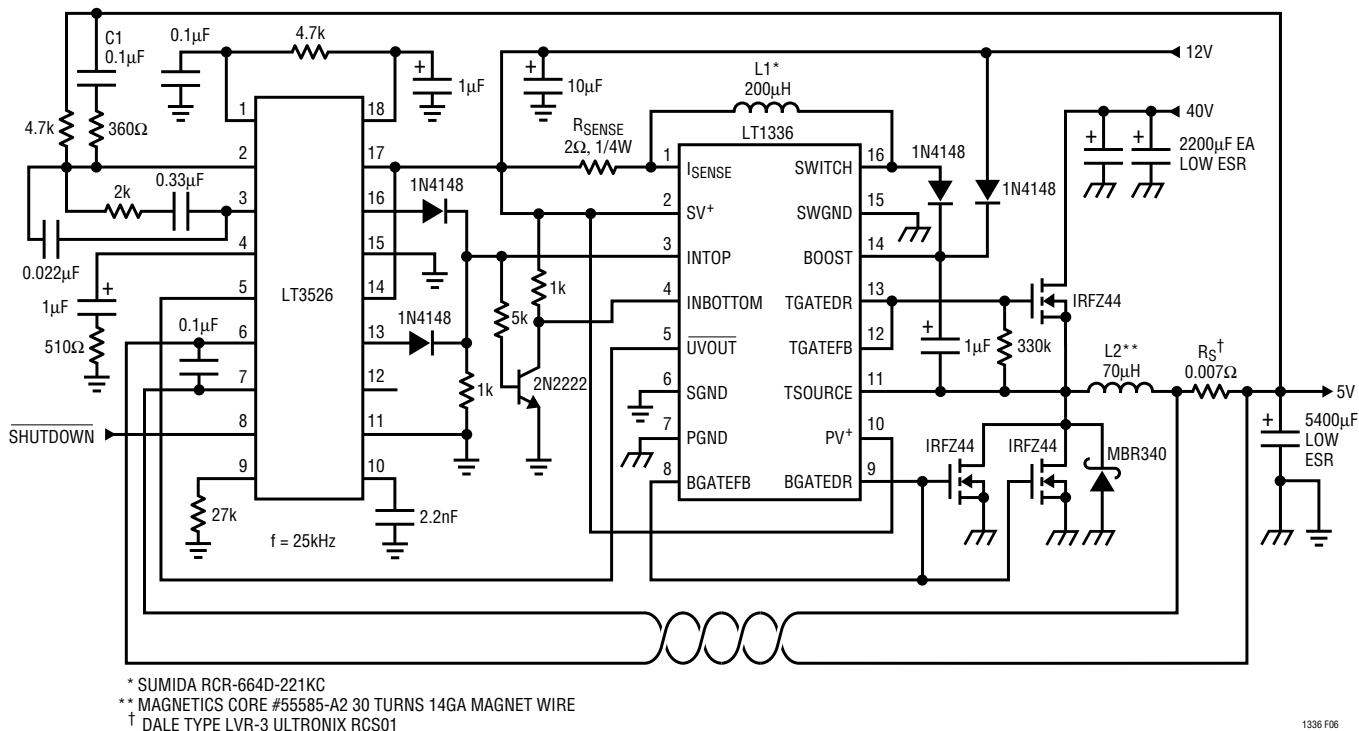 C1
0.1μF
0.1μF
4.7k
1μF
10μF
12V
L1*
200μH
40V
2200μF EA
LOW ESR
4.7k
360Ω
1
18
RSENSE
2Ω, 1/4W
LT1336
1
ISENSE
SWITCH
16
1N4148
1N4148
2
17
2k
0.33μF
3
16
1N4148
2
SV+
SWGND
15
0.022μF
4
15
3
INTOP
BOOST
14
1μF
510Ω
5
14
LT3526
1k
5k
4
INBOTTOM
TGATEDR
13
IRFZ44
0.1μF
6
13
1N4148
5
UVOUT
TGATEFB
12
1μF
330k
7
12
1k
2N2222
6
SGND
TSOURCE
11
L2**
70μH
RS†
0.007Ω
5V
SHUTDOWN
8
11
7
PGND
PV+
10
5400μF
LOW
ESR
9
10
8
BGATEFB
BGATEDR
9
IRFZ44
IRFZ44
MBR340
27k
2.2nF
f = 25kHz
* SUMIDA RCR-664D-221KC
** MAGNETICS CORE #55585-A2 30 TURNS 14GA MAGNET WIRE
† DALE TYPE LVR-3 ULTRONIX RCS01
1336 F06